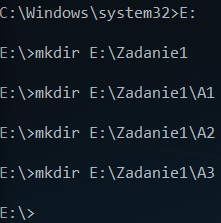 C:\Windows\system32>E:
E:\>mkdir E:\Zadanie1
E:\>mkdir E:\Zadanie1\A1
E:\>mkdir E:\Zadanie1\A2
E:\>mkdir E:\Zadanie1\A3
E:\>